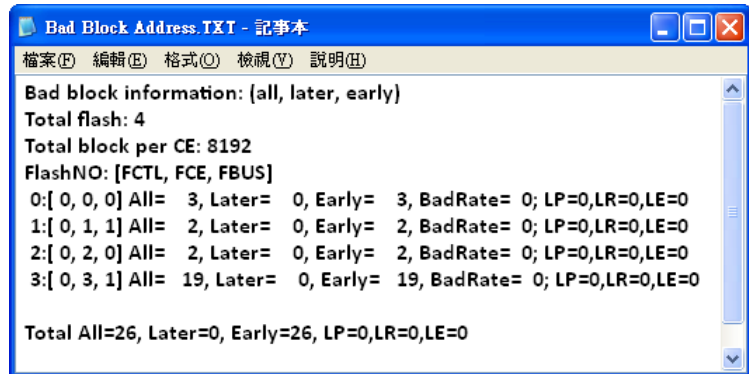 Bad Block Address.TXT - 記事本
檔案(F) 編輯(E) 格式(O) 檢視(V) 說明(H)
Bad block information: (all, later, early)
Total flash: 4
Total block per CE: 8192
FlashNO: [FCTL, FCE, FBUS]
0:[ 0, 0, 0] All= 3, Later= 0, Early= 3, BadRate= 0; LP=0,LR=0,LE=0
1:[ 0, 1, 1] All= 2, Later= 0, Early= 2, BadRate= 0; LP=0,LR=0,LE=0
2:[ 0, 2, 0] All= 2, Later= 0, Early= 2, BadRate= 0; LP=0,LR=0,LE=0
3:[ 0, 3, 1] All= 19, Later= 0, Early= 19, BadRate= 0; LP=0,LR=0,LE=0
Total All=26, Later=0, Early=26, LP=0,LR=0,LE=0